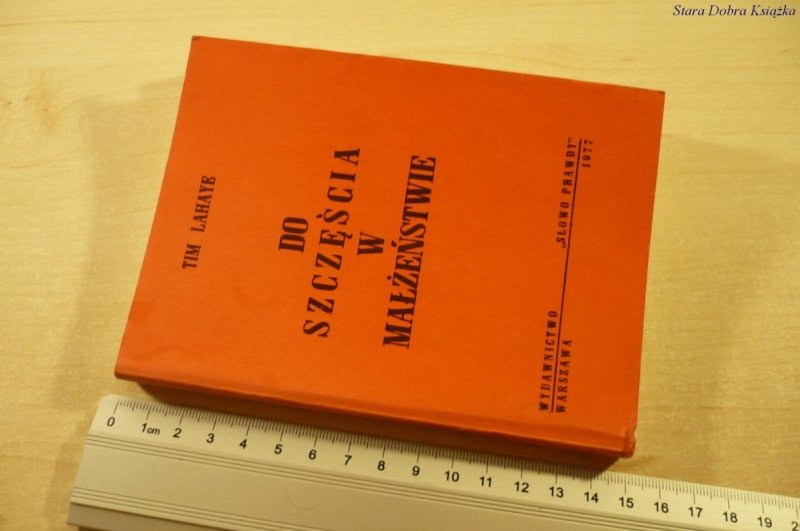 Stara Dobra Książka
TIM LAHAYE
DO
SZCZĘŚCIA
W
MAŁŻEŃSTWIE
WYDAWNICTWO „SŁOWO PRAWDY”
WARSZAWA 1977
0 1cm 2 3 4 5 6 7 8 9 10 11 12 13 14 15 16 17 18 19